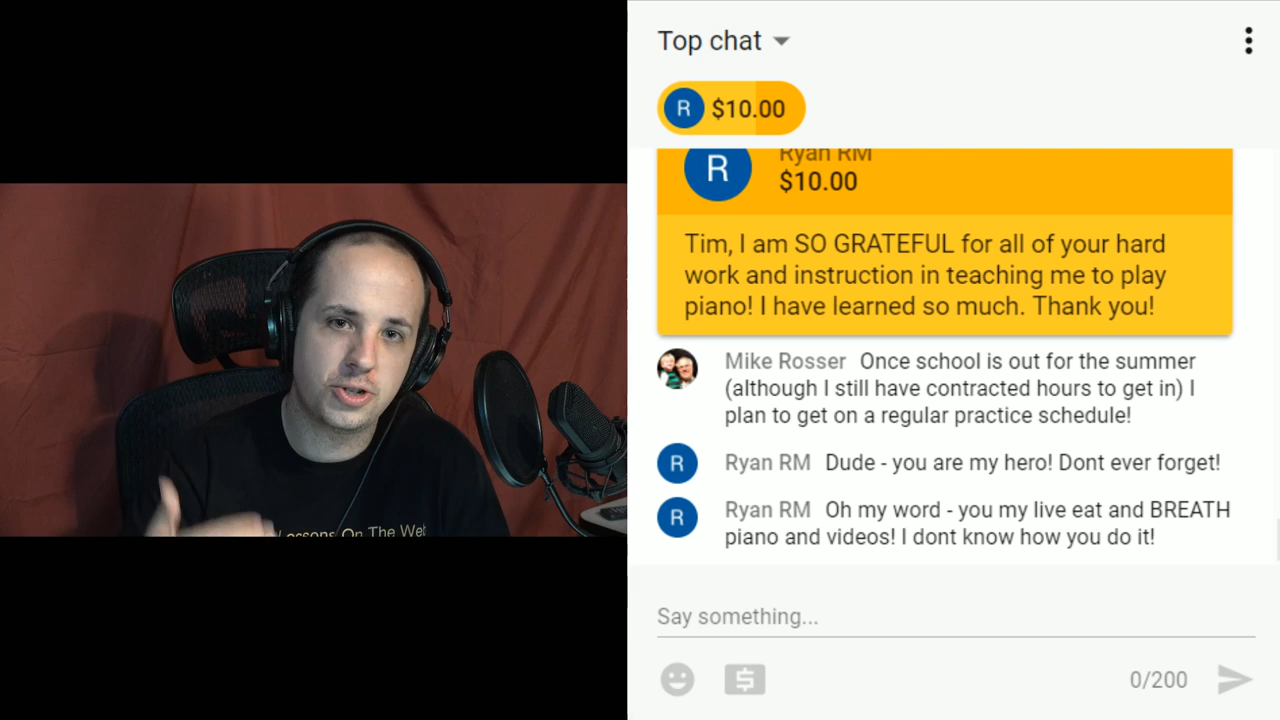 Top chat
R $10.00
R Ryan RM
$10.00
Tim, I am SO GRATEFUL for all of your hard
work and instruction in teaching me to play
piano! I have learned so much. Thank you!
Mike Rosser Once school is out for the summer
(although I still have contracted hours to get in) I
plan to get on a regular practice schedule!
R Ryan RM Dude - you are my hero! Dont ever forget!
R Ryan RM Oh my word - you my live eat and BREATH
piano and videos! I dont know how you do it!
Lessons On The Web
Say something...
$ 0/200